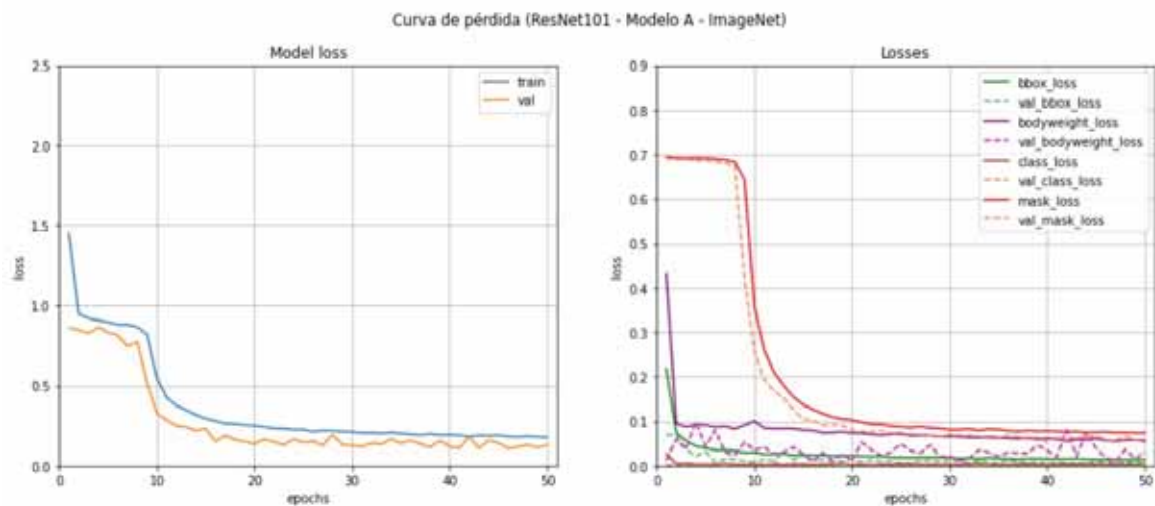 Curva de pérdida (ResNet101 - Modelo A - ImageNet)
Model loss
2.5
2.0
1.5
1.0
0.5
0.0
loss
0 10 20 30 40 50
epochs
train
val
Losses
0.9
0.8
0.7
0.6
0.5
0.4
0.3
0.2
0.1
0.0
loss
0 10 20 30 40 50
epochs
bbox_loss
val_bbox_loss
bodyweight_loss
val_bodyweight_loss
class_loss
val_class_loss
mask_loss
val_mask_loss